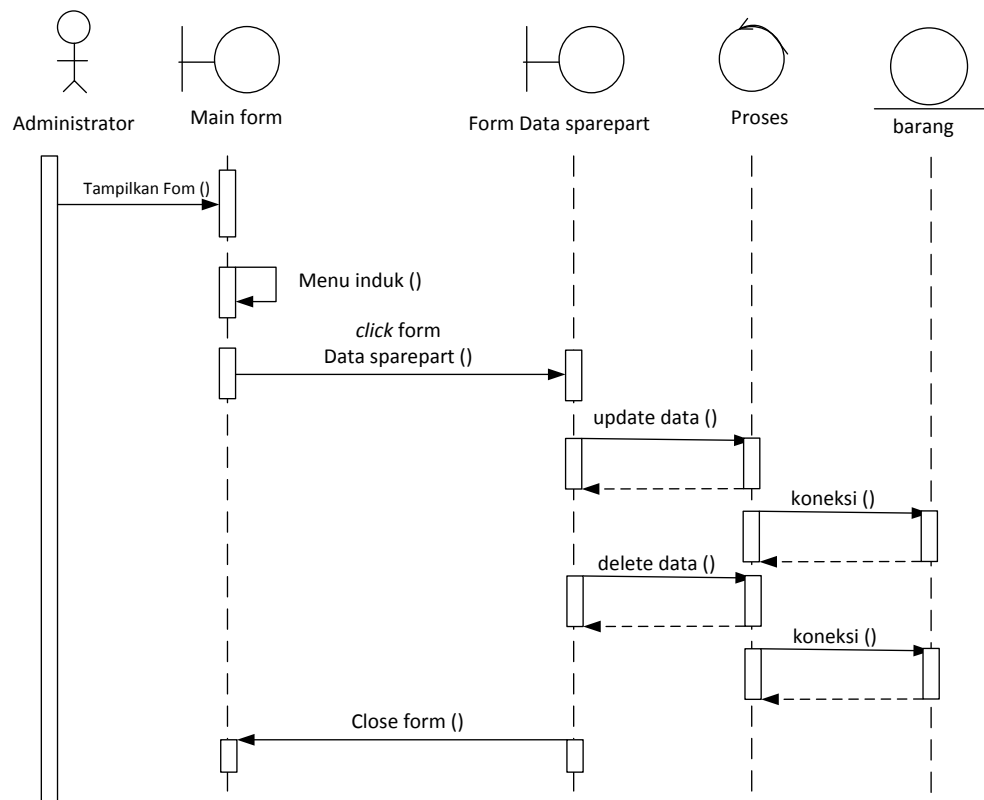 Administrator
Main form
Form Data sparepart
Proses
barang
Tampilkan Fom ()
Menu induk ()
click form
Data sparepart ()
update data ()
koneksi ()
delete data ()
koneksi ()
Close form ()